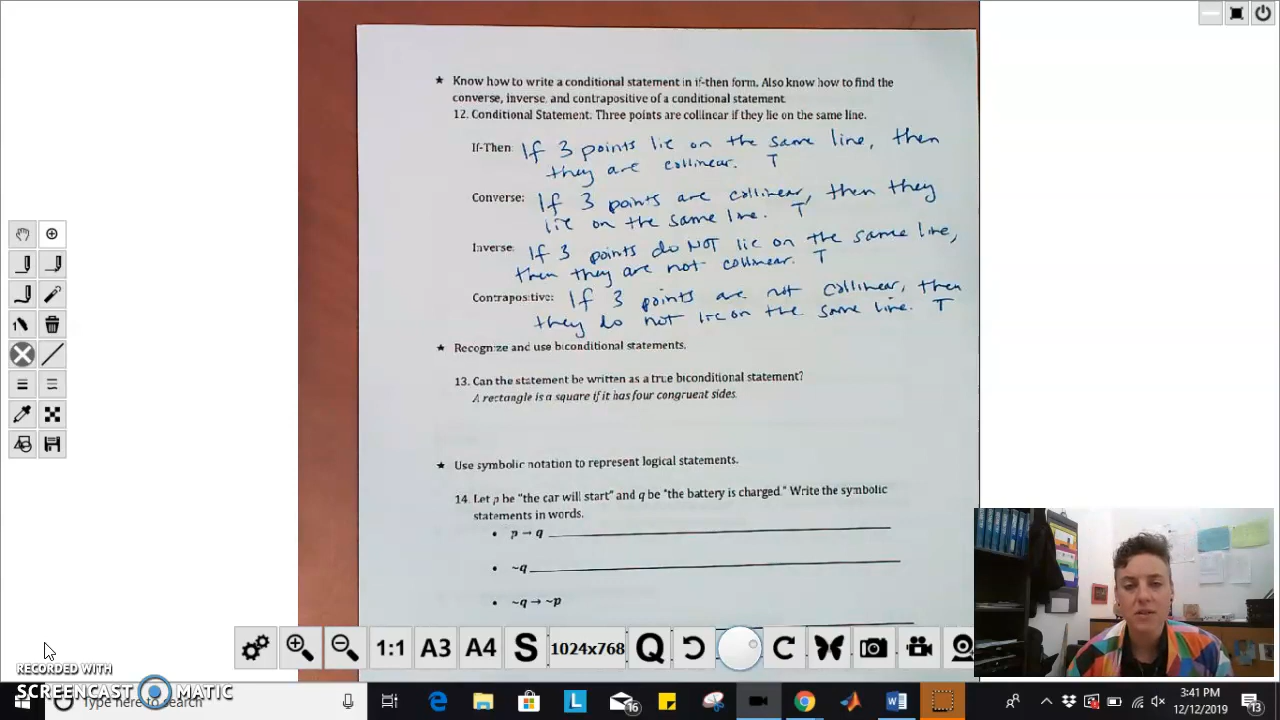 ★ Know how to write a conditional statement in if-then form. Also know how to find the
converse, inverse, and contrapositive of a conditional statement
12. Conditional Statement. Three points are collinear if they lie on the same line.
If-Then: If 3 points lie on the same line, then
they are collinear. T
Converse: If 3 points are collinear, then they
lie on the same line. T
Inverse: If 3 points do NOT lie on the same line,
then they are not collinear. T
Contrapositive: If 3 points are not collinear, then
they do not lie on the same line. T
★ Recognize and use biconditional statements.
13. Can the statement be written as a true biconditional statement?
A rectangle is a square if it has four congruent sides.
★ Use symbolic notation to represent logical statements.
14. Let p be "the car will start" and q be "the battery is charged." Write the symbolic
statements in words.
• p → q
• ~q
• ~q → ~p
1:1 A3 A4 S 1024x768 Q
RECORDED WITH
SCREENCAST MATIC
Type here to search
L
16
W
3:41 PM
12/12/2019
13